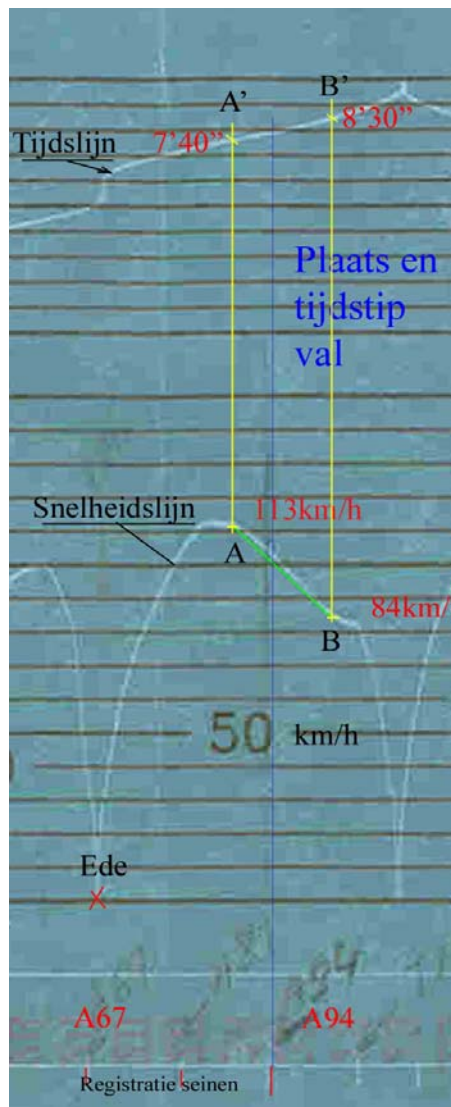 B’
A’
8’30”
Tijdslijn
7’40”
Plaats en
tijdstip
val
Snelheidslijn
113km/h
A
84km/
B
50 km/h
Ede
A94
A67
A94
Registratie seinen